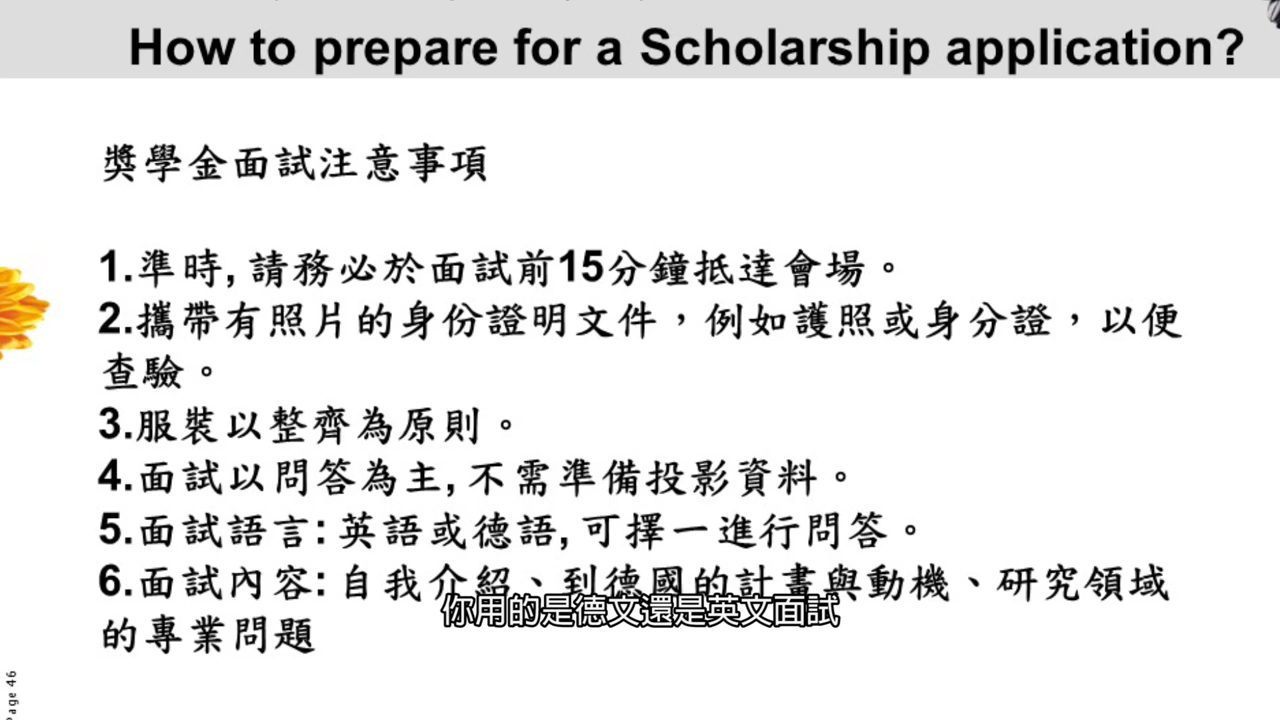 How to prepare for a Scholarship application?
獎學金面試注意事項
1.準時, 請務必於面試前15分鐘抵達會場。
2.攜帶有照片的身份證明文件，例如護照或身分證，以便
查驗。
3.服裝以整齊為原則。
4.面試以問答為主, 不需準備投影資料。
5.面試語言: 英語或德語, 可擇一進行問答。
6.面試內容: 自我介紹、到德國的計畫與動機、研究領域
你用的是德文還是英文面試
的專業問題
Page 46